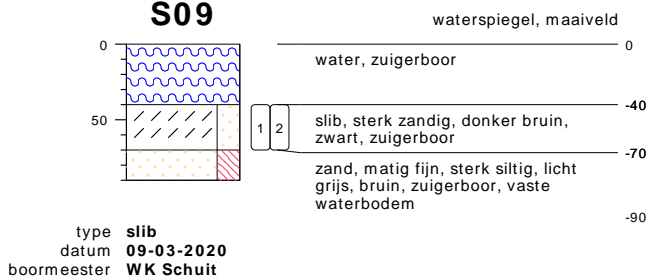 S09
waterspiegel, maaiveld
0
0
water, zuigerboor
-40
50
1
2
slib, sterk zandig, donker bruin,
zwart, zuigerboor
-70
zand, matig fijn, sterk siltig, licht
grijs, bruin, zuigerboor, vaste
waterbodem
-90
type slib
datum 09-03-2020
boormeester WK Schuit